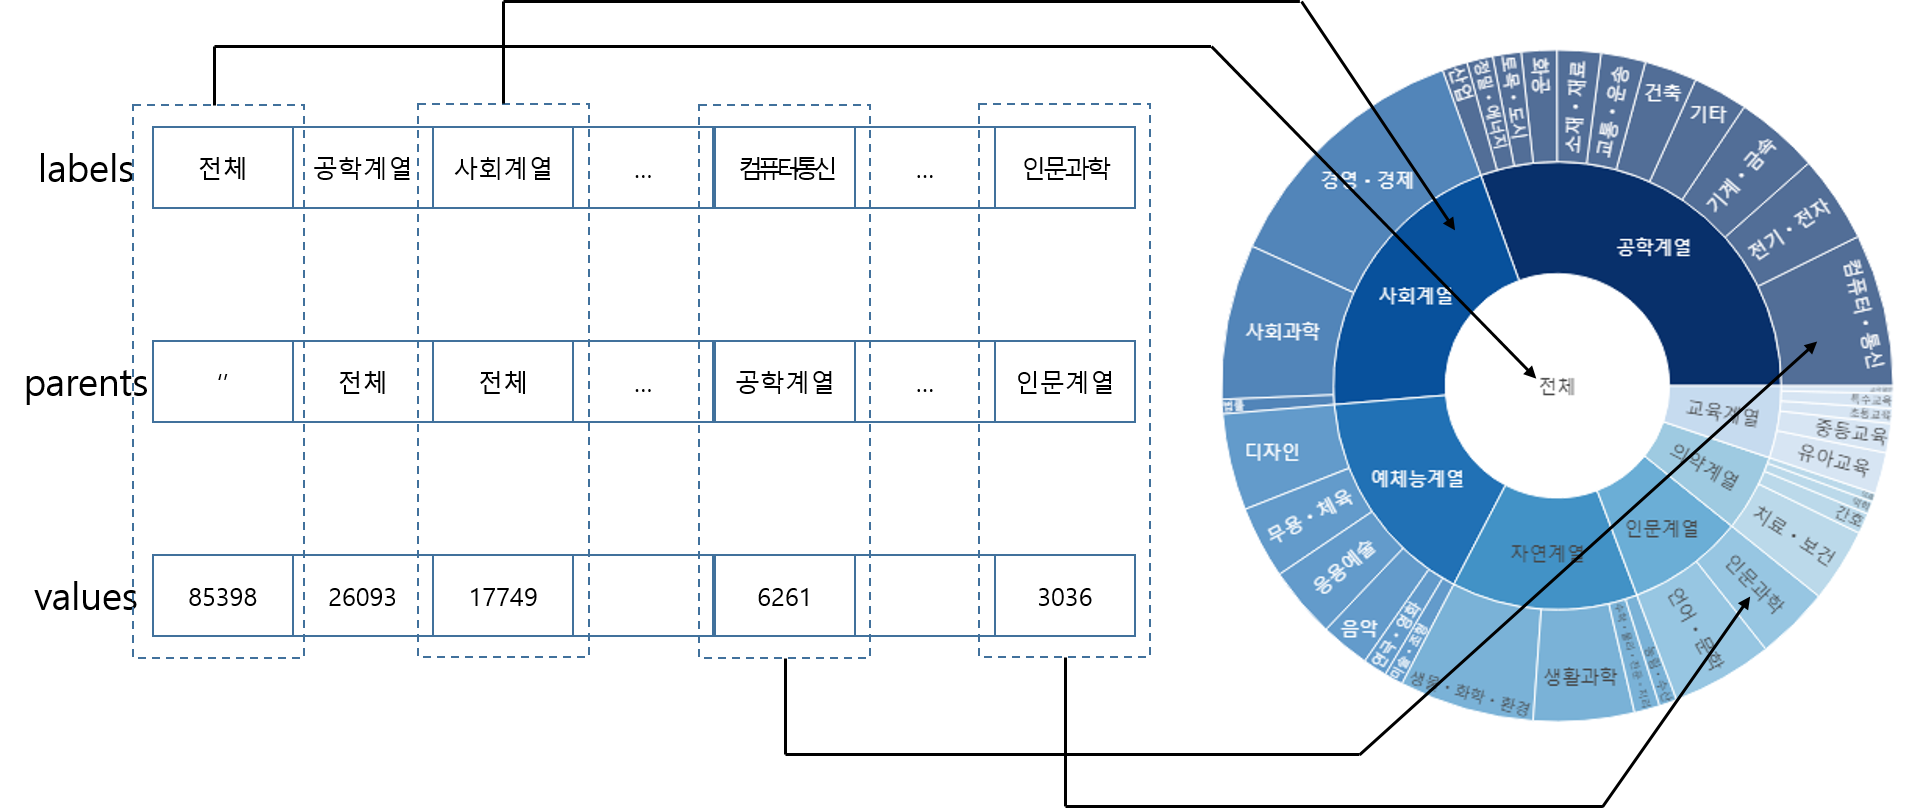 labels
전체
공학계열
사회계열
...
컴퓨터통신
...
인문과학
parents
″
전체
전체
...
공학계열
...
인문계열
values
85398
26093
17749
6261
3036
전체
공학계열
사회계열
예체능계열
자연계열
인문계열
의약계열
교육계열
산업
정밀・에너지
토목・도시
화공
소재・재료
교통・운송
건축
기타
기계・금속
전기・전자
컴퓨터・통신
경영・경제
사회과학
법률
디자인
무용・체육
응용예술
음악
연극・영화
미술・조형
생물・화학・환경
생활과학
수학・물리・천문・지리
농림・수산
언어・문학
인문과학
치료・보건
간호
약학
유아교육
중등교육
초등교육
특수교육